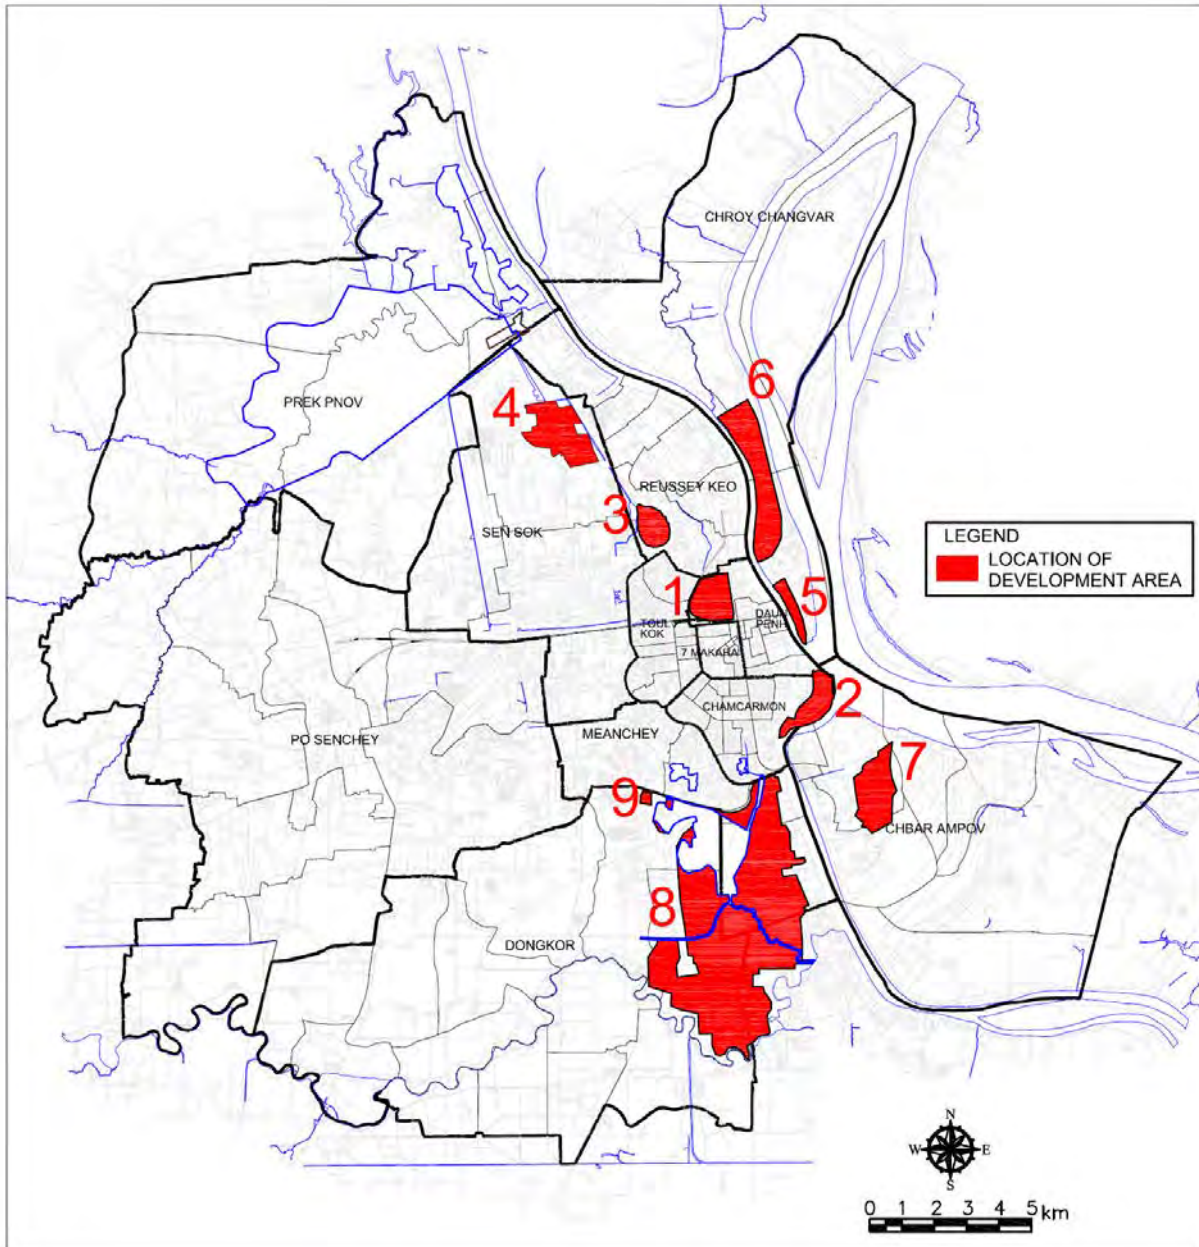 CHROY CHANGVAR
6
PREK PNOV
4
REUSSEY KEO
3
SEN SOK
LEGEND
LOCATION OF
DEVELOPMENT AREA
1
5
DAUN
PENH
TOUL
KOK
7 MAKARA
2
CHAMCARMON
MEANCHEY
PO SENCHEY
7
9
CHBAR AMPOV
8
DONGKOR
N
W E
S
0 1 2 3 4 5 km